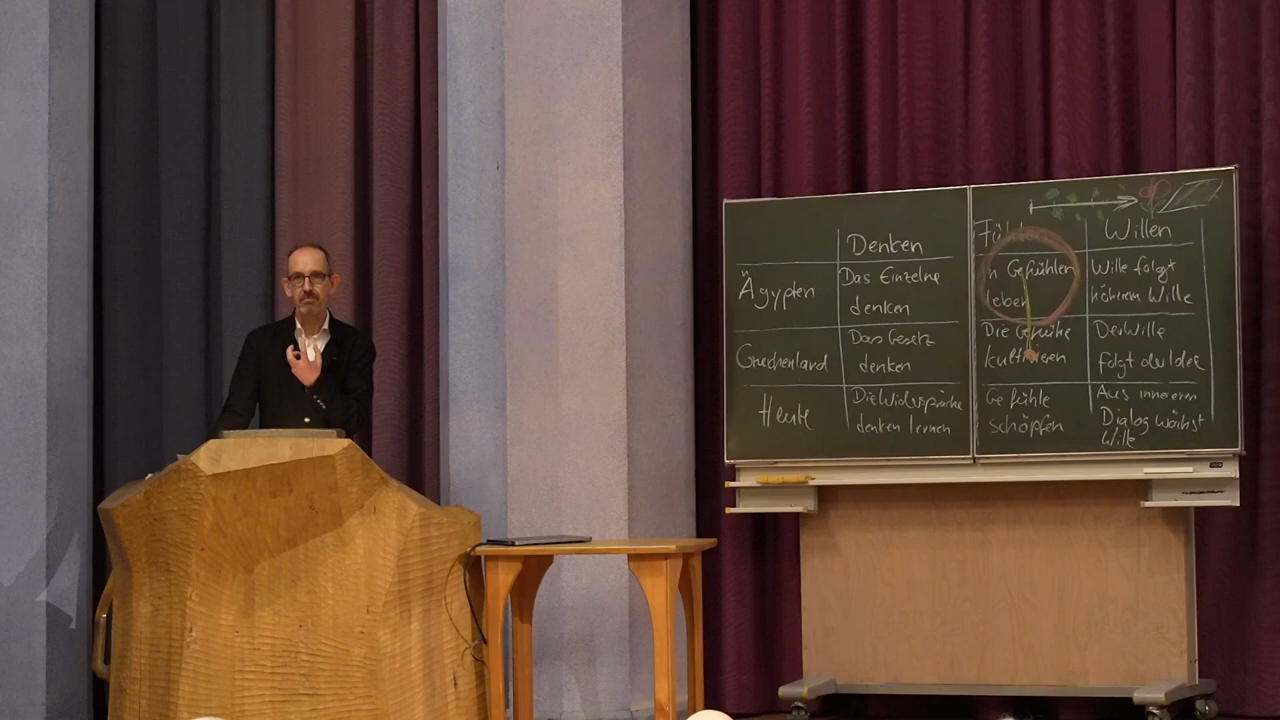 Denken
Willen
Ägypten
Das Einzelne
denken
In Gefühlen
leben
Wille folgt
höherem Wille
Griechenland
Das Gesetz
denken
Die Gefühle
kultivieren
Der Wille
folgt der Idee
Heute
Die Widersprüche
denken lernen
Gefühle
schöpfen
Aus innerem
Dialog wächst
Wille